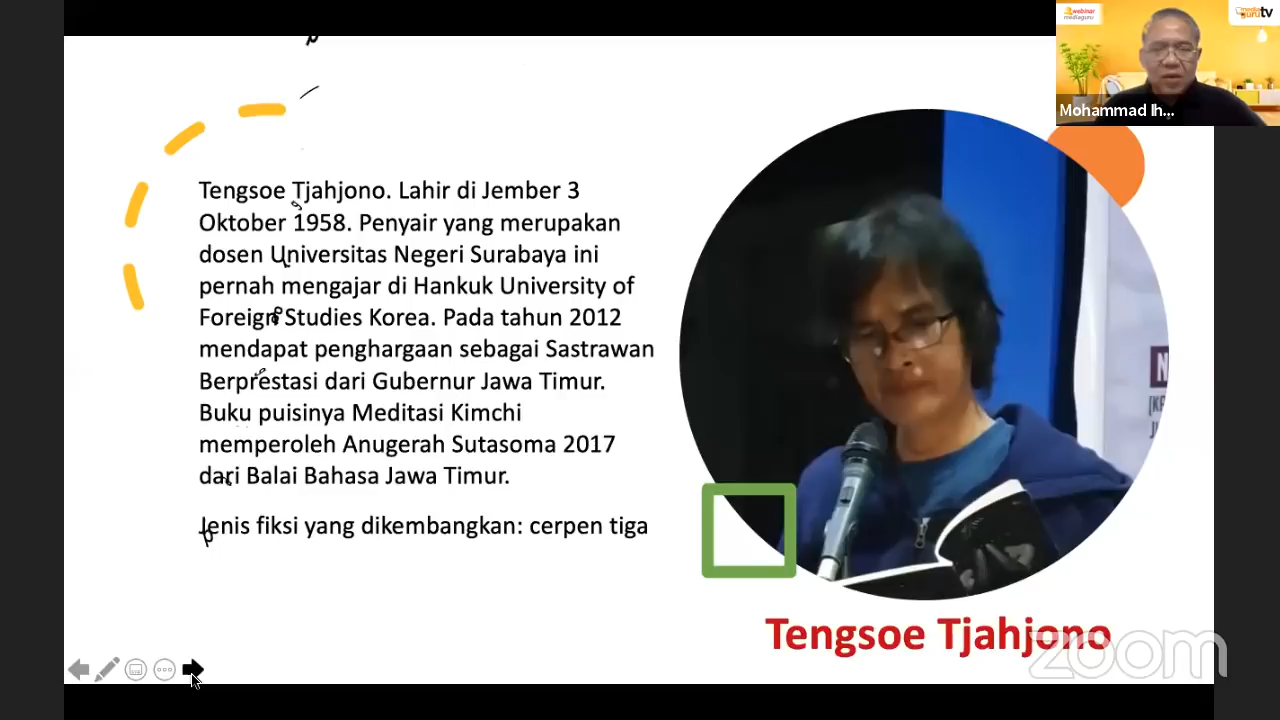 webinar
mediaguru
media
guru tv
Mohammad Ih...
Tengsoe Tjahjono. Lahir di Jember 3
Oktober 1958. Penyair yang merupakan
dosen Universitas Negeri Surabaya ini
pernah mengajar di Hankuk University of
Foreign Studies Korea. Pada tahun 2012
mendapat penghargaan sebagai Sastrawan
Berprestasi dari Gubernur Jawa Timur.
Buku puisinya Meditasi Kimchi
memperoleh Anugerah Sutasoma 2017
dari Balai Bahasa Jawa Timur.
Jenis fiksi yang dikembangkan: cerpen tiga
N
Tengsoe Tjahjono
zoom